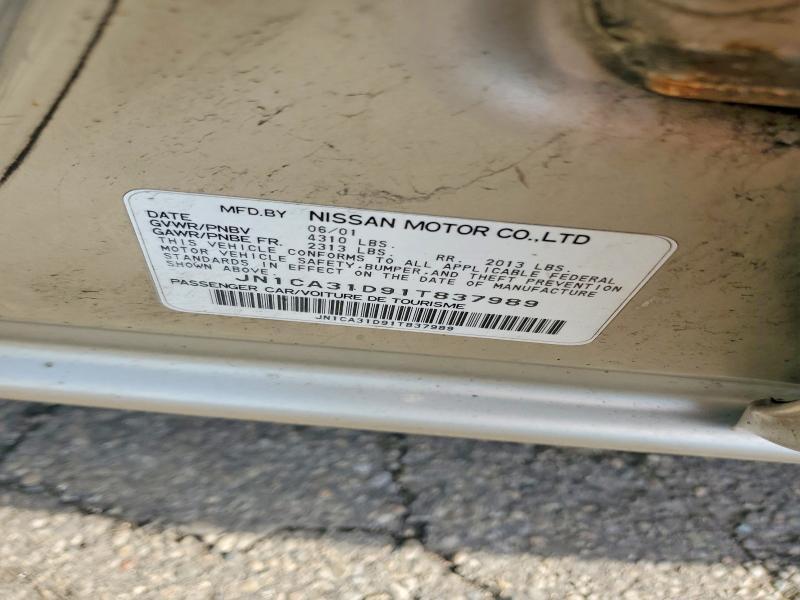 MFD.BY NISSAN MOTOR CO.,LTD
DATE 06/01
GVWR/PNBV 4310 LBS.
GAWR/PNBE FR. 2313 LBS. RR. 2013 LBS.
THIS VEHICLE CONFORMS TO ALL APPLICABLE FEDERAL
MOTOR VEHICLE SAFETY,BUMPER,AND THEFT PREVENTION
STANDARDS IN EFFECT ON THE DATE OF MANUFACTURE
SHOWN ABOVE.
JN1CA31D91T837989
PASSENGER CAR/VOITURE DE TOURISME
JN1CA31D91T837989